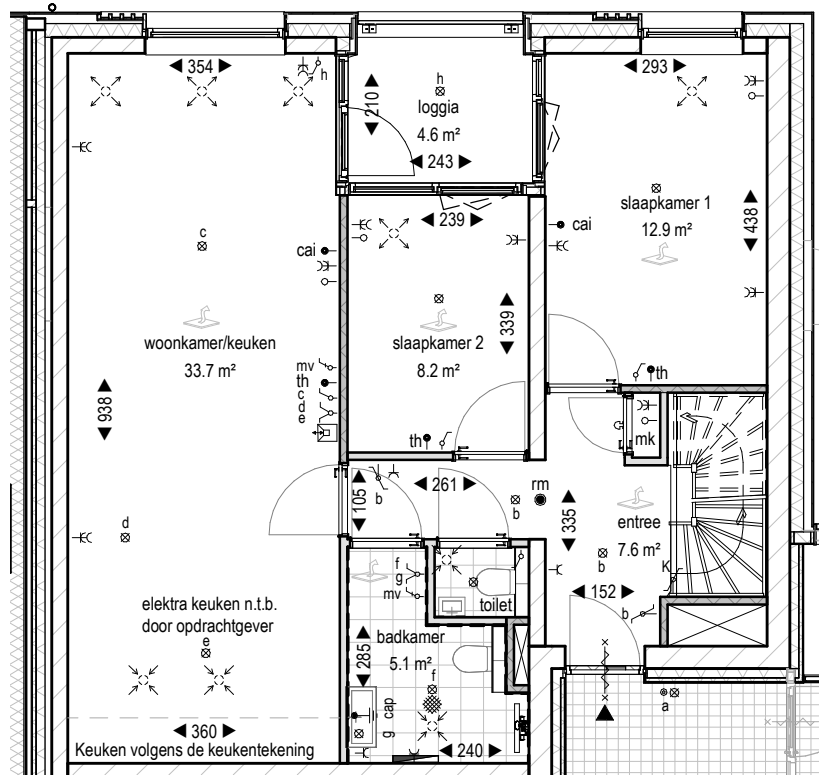 354
h
210
h
loggia
4.6 m²
243
293
slaapkamer 1
12.9 m²
438
cai
239
c
cai
woonkamer/keuken
33.7 m²
slaapkamer 2
8.2 m²
339
mv
th
c
d
e
938
th
th
mk
b
261
105
rm
b
335
entree
7.6 m²
b
152
K
b
d
f
g
mv
toilet
elektra keuken n.t.b.
door opdrachtgever
e
badkamer
5.1 m²
285
f
g cap
240
a
360
Keuken volgens de keukentekening